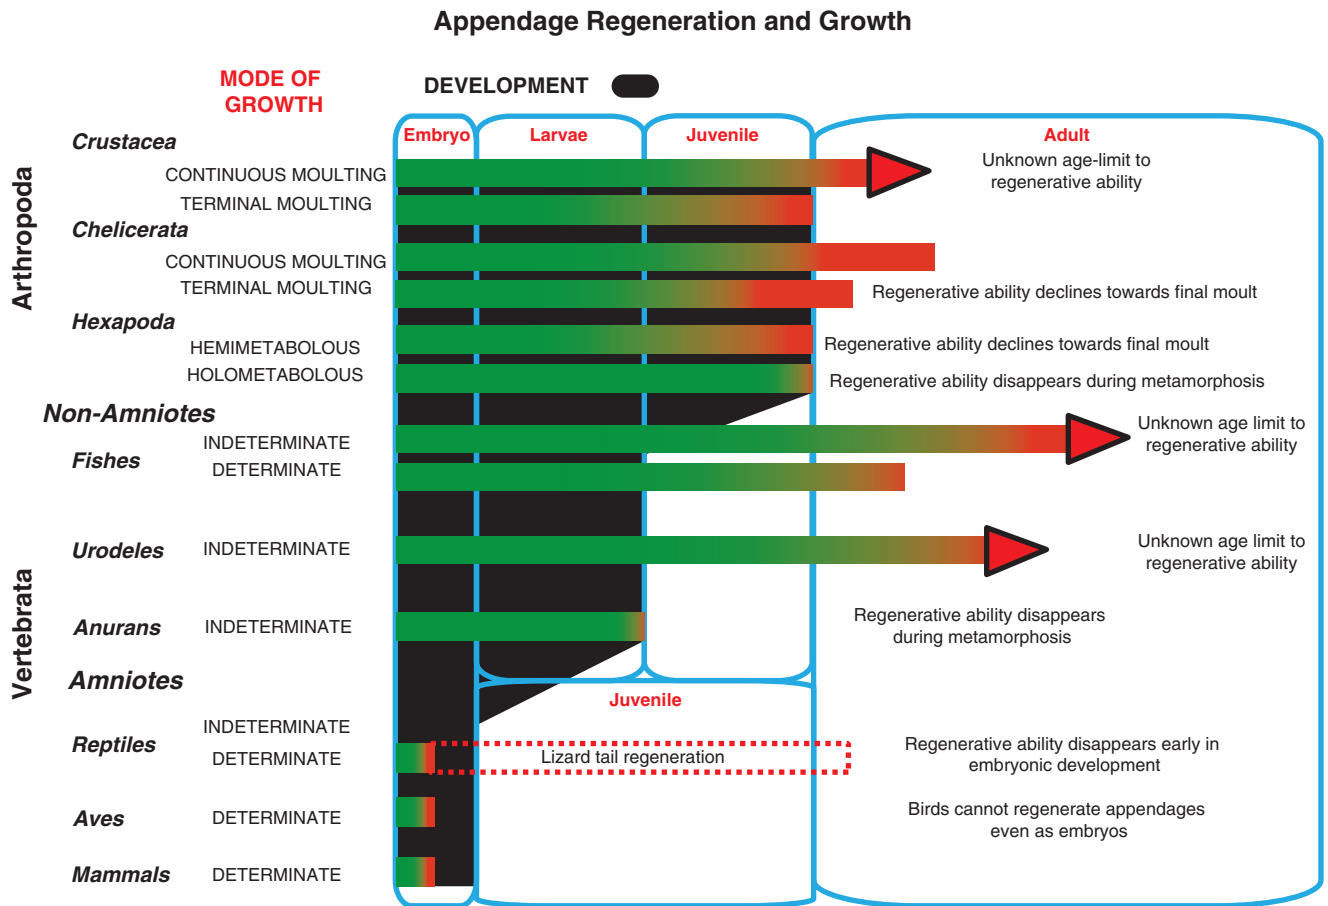 Appendage Regeneration and Growth
MODE OF
GROWTH
DEVELOPMENT
Embryo
Larvae
Juvenile
Adult
Arthropoda
Crustacea
CONTINUOUS MOULTING
Unknown age-limit to
regenerative ability
TERMINAL MOULTING
Chelicerata
CONTINUOUS MOULTING
TERMINAL MOULTING
Regenerative ability declines towards final moult
Hexapoda
HEMIMETABOLOUS
Regenerative ability declines towards final moult
HOLOMETABOLOUS
Regenerative ability disappears during metamorphosis
Vertebrata
Non-Amniotes
Fishes
INDETERMINATE
Unknown age limit to
regenerative ability
DETERMINATE
Urodeles
INDETERMINATE
Unknown age limit to
regenerative ability
Anurans
INDETERMINATE
Regenerative ability disappears
during metamorphosis
Amniotes
Juvenile
Reptiles
INDETERMINATE
DETERMINATE
Lizard tail regeneration
Regenerative ability disappears early in
embryonic development
Aves
DETERMINATE
Birds cannot regenerate appendages
even as embryos
Mammals
DETERMINATE